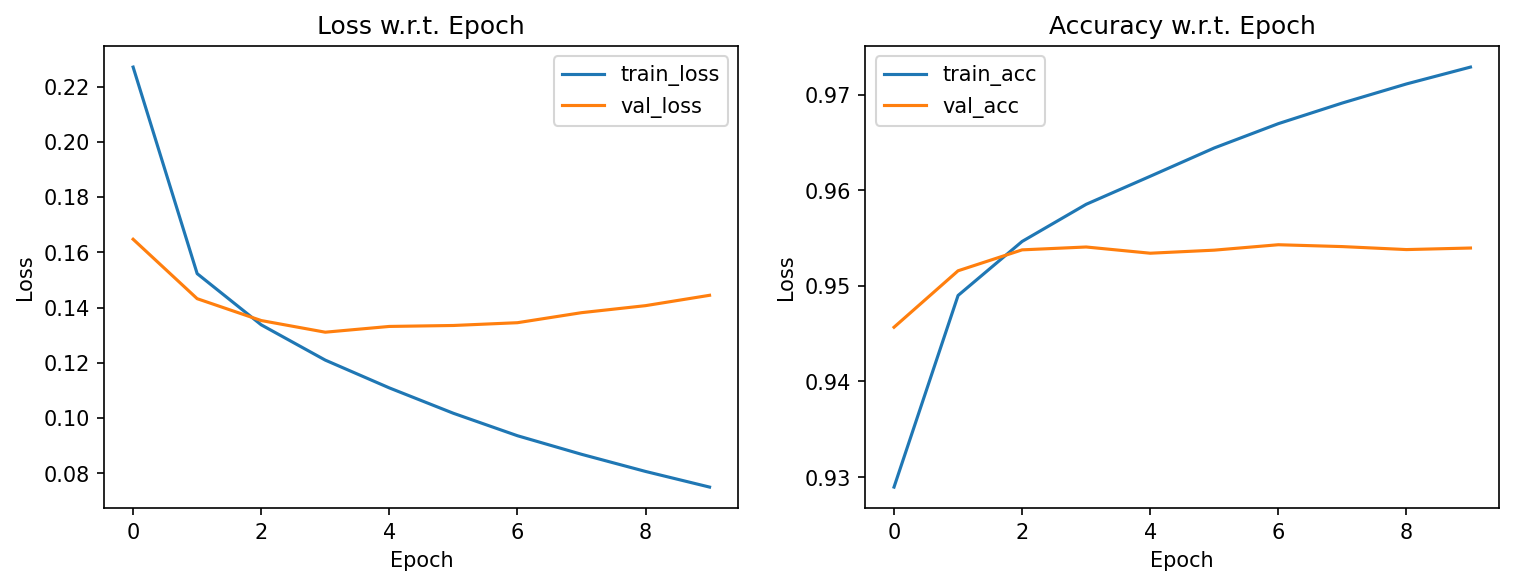 Loss w.r.t. Epoch
train_loss
val_loss
0.22
0.20
0.18
0.16
0.14
0.12
0.10
0.08
Loss
0 2 4 6 8
Epoch
Accuracy w.r.t. Epoch
train_acc
val_acc
0.97
0.96
0.95
0.94
0.93
Loss
0 2 4 6 8
Epoch